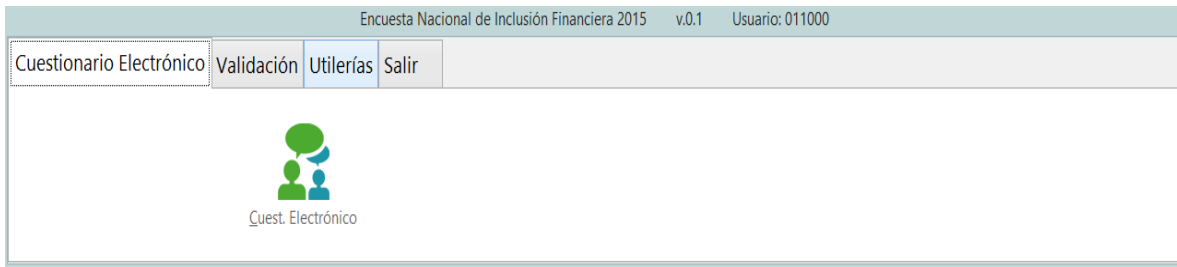 Encuesta Nacional de Inclusión Financiera 2015 v.0.1 Usuario: 011000
Cuestionario Electrónico Validación Utilerías Salir
Cuest. Electrónico